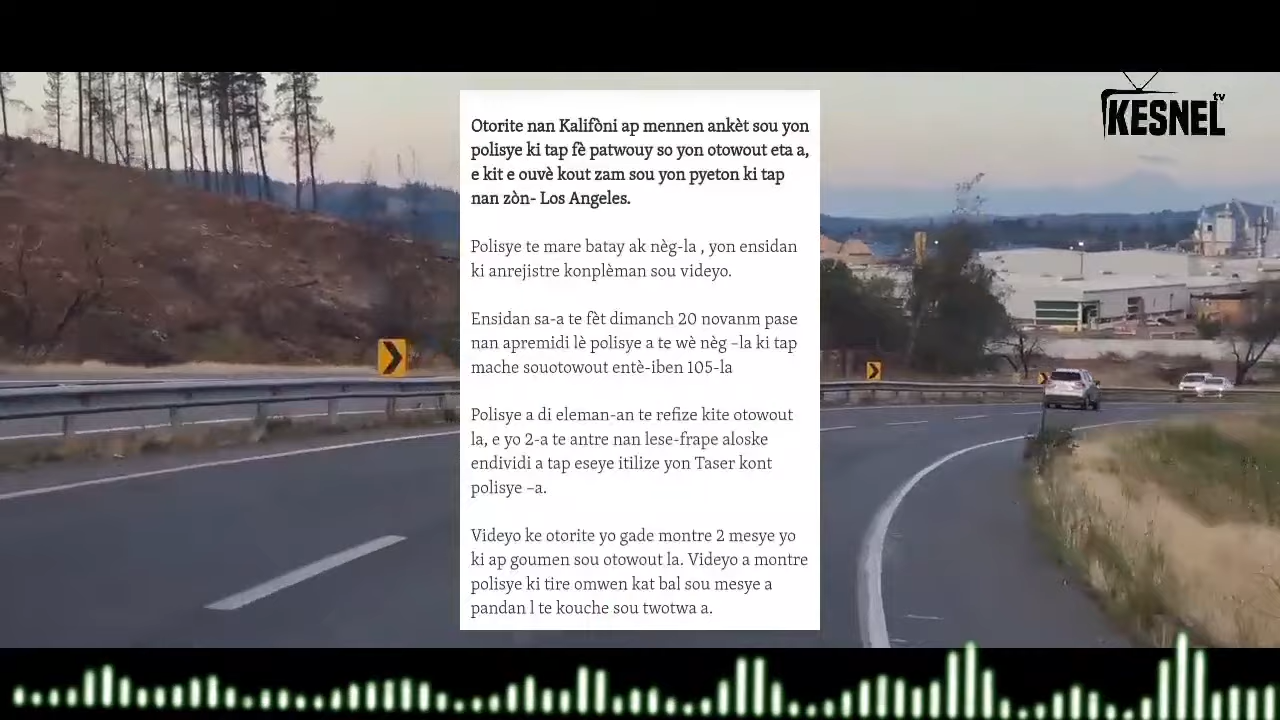 KESNEL tv
Otorite nan Kalifòni ap mennen ankèt sou yon
polisye ki tap fè patwouy so yon otowout eta a,
e kit e ouvè kout zam sou yon pyeton ki tap
nan zòn- Los Angeles.
Polisye te mare batay ak nèg-la , yon ensidan
ki anrejistre konplèman sou videyo.
Ensidan sa-a te fèt dimanch 20 novanm pase
nan apremidi lè polisye a te wè nèg –la ki tap
mache souotowout entè-iben 105-la
Polisye a di eleman-an te refize kite otowout
la, e yo 2-a te antre nan lese-frape aloske
endividi a tap eseye itilize yon Taser kont
polisye –a.
Videyo ke otorite yo gade montre 2 mesye yo
ki ap goumen sou otowout la. Videyo a montre
polisye ki tire omwen kat bal sou mesye a
pandan l te kouche sou twotwa a.